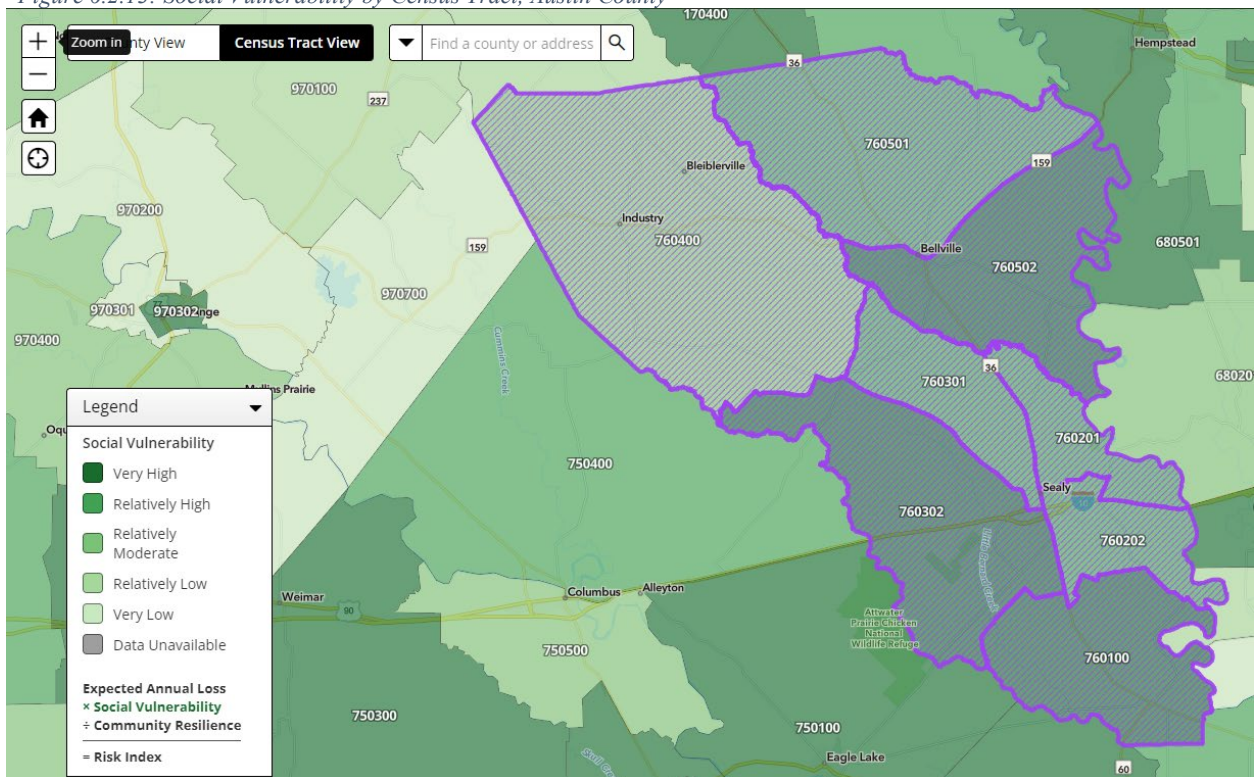 Figure 6.2.13: Social Vulnerability by Census Tract, Austin County
170400
Zoom in
nty View
Census Tract View
Find a county or address
Hempstead
36
970100
237
760501
159
Bleiblerville
970200
Industry
760400
159
Bellville
680501
760502
970700
970301
970302
nge
970400
Cummins Creek
36
760301
68020
Mullins Prairie
Legend
Social Vulnerability
Very High
Relatively High
Relatively
Moderate
Relatively Low
Very Low
Data Unavailable
Expected Annual Loss
× Social Vulnerability
÷ Community Resilience
= Risk Index
760201
750400
Sealy
760302
760202
Weimar
90
Columbus
Alleyton
Attwater
Prairie Chicken
National
Wildlife Refuge
750500
760100
750300
750100
Eagle Lake
60